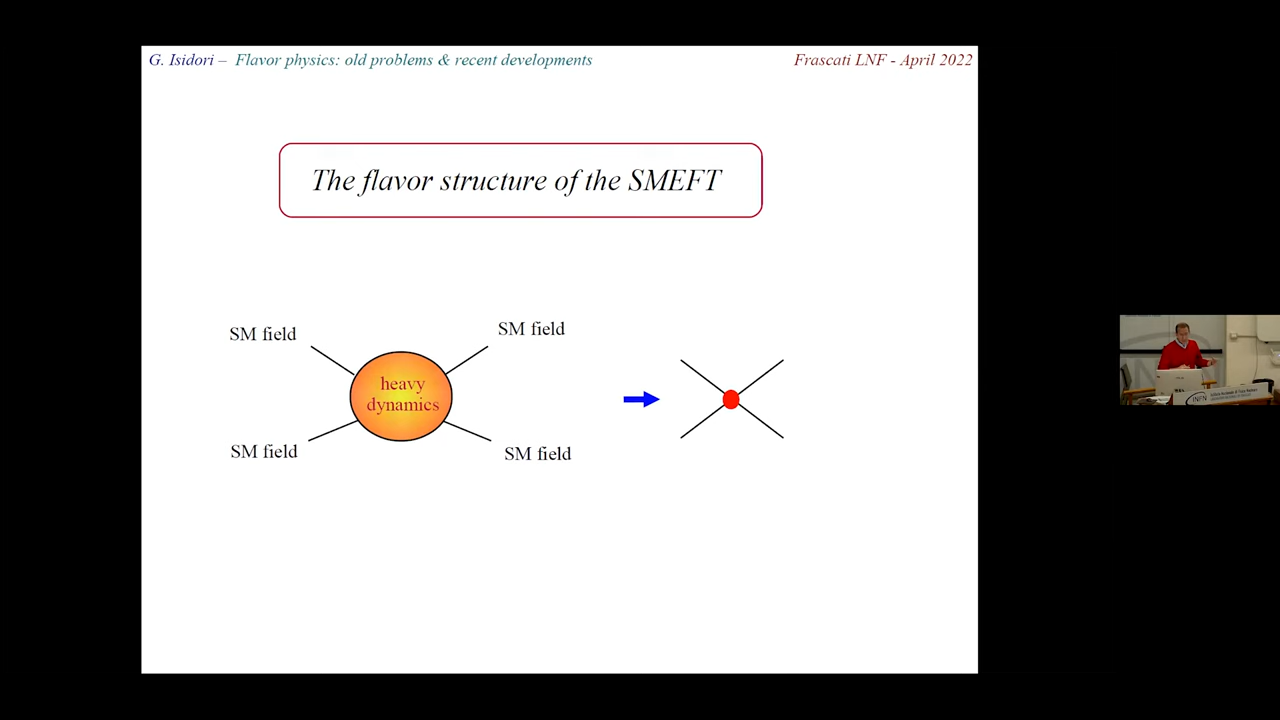 G. Isidori – Flavor physics: old problems & recent developments
Frascati LNF - April 2022
The flavor structure of the SMEFT
SM field
SM field
heavy
dynamics
SM field
SM field
INFN